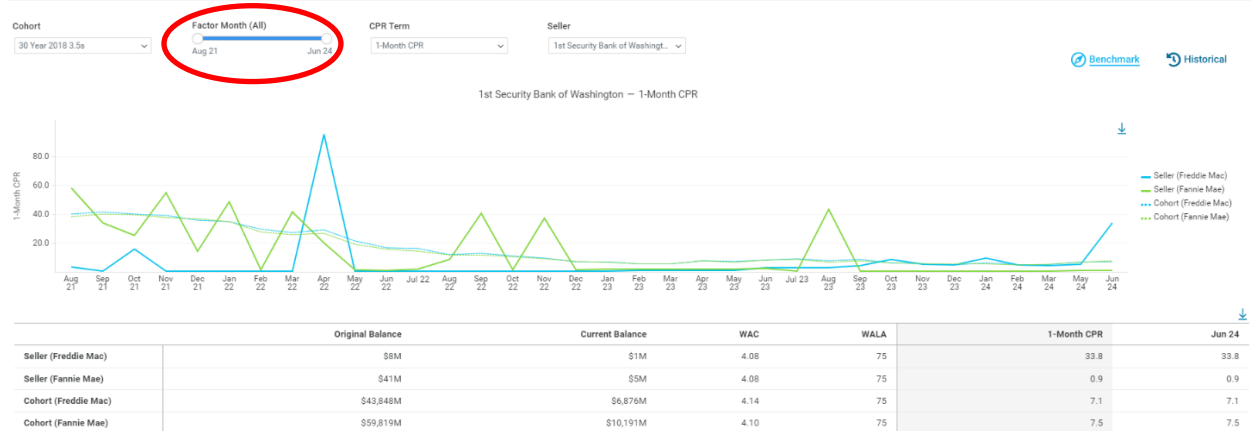 Cohort Factor Month (All) CPR Term Seller
30 Year 2018 3.5s Aug 21 Jun 24 1-Month CPR 1st Security Bank of Washingt...
Benchmark Historical
1st Security Bank of Washington — 1-Month CPR
1-Month CPR
80.0
60.0
40.0
20.0
Seller (Freddie Mac)
Seller (Fannie Mae)
Cohort (Freddie Mac)
Cohort (Fannie Mae)
Aug 21 Sep 21 Oct 21 Nov 21 Dec 21 Jan 22 Feb 22 Mar 22 Apr 22 May 22 Jun 22 Jul 22 Aug 22 Sep 22 Oct 22 Nov 22 Dec 22 Jan 23 Feb 23 Mar 23 Apr 23 May 23 Jun 23 Jul 23 Aug 23 Sep 23 Oct 23 Nov 23 Dec 23 Jan 24 Feb 24 Mar 24 Apr 24 May 24 Jun 24
Original Balance Current Balance WAC WALA 1-Month CPR Jun 24
Seller (Freddie Mac) $8M $1M 4.08 75 33.8 33.8
Seller (Fannie Mae) $41M $5M 4.08 75 0.9 0.9
Cohort (Freddie Mac) $43,848M $6,876M 4.14 75 7.1 7.1
Cohort (Fannie Mae) $59,819M $10,191M 4.10 75 7.5 7.5